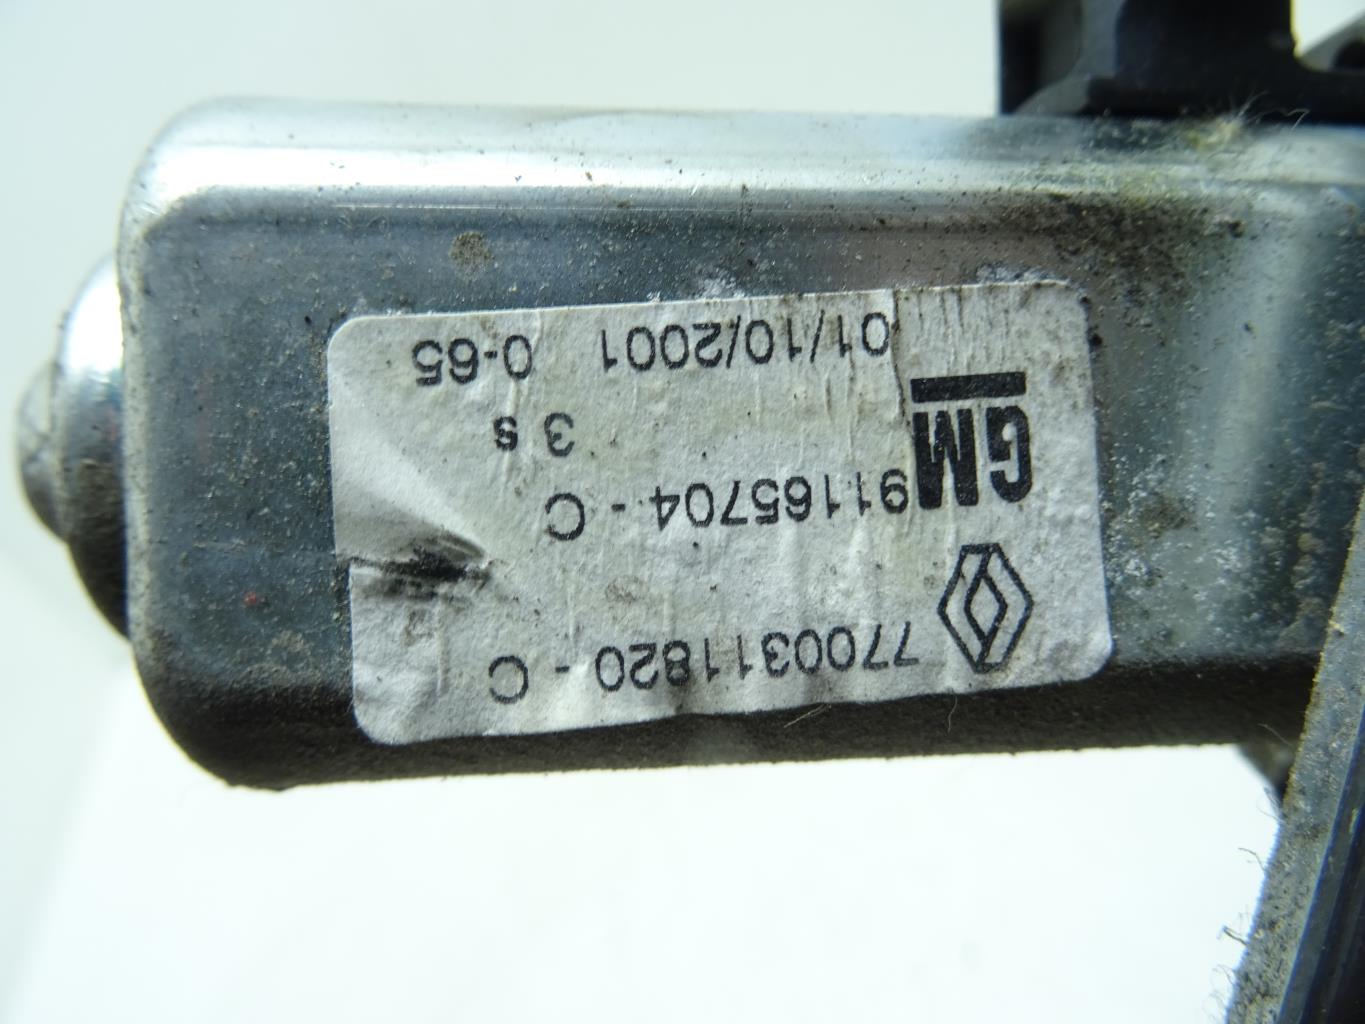 7700311820 - C
GM 91165704 - C
3 s
01/10/2001 0-65